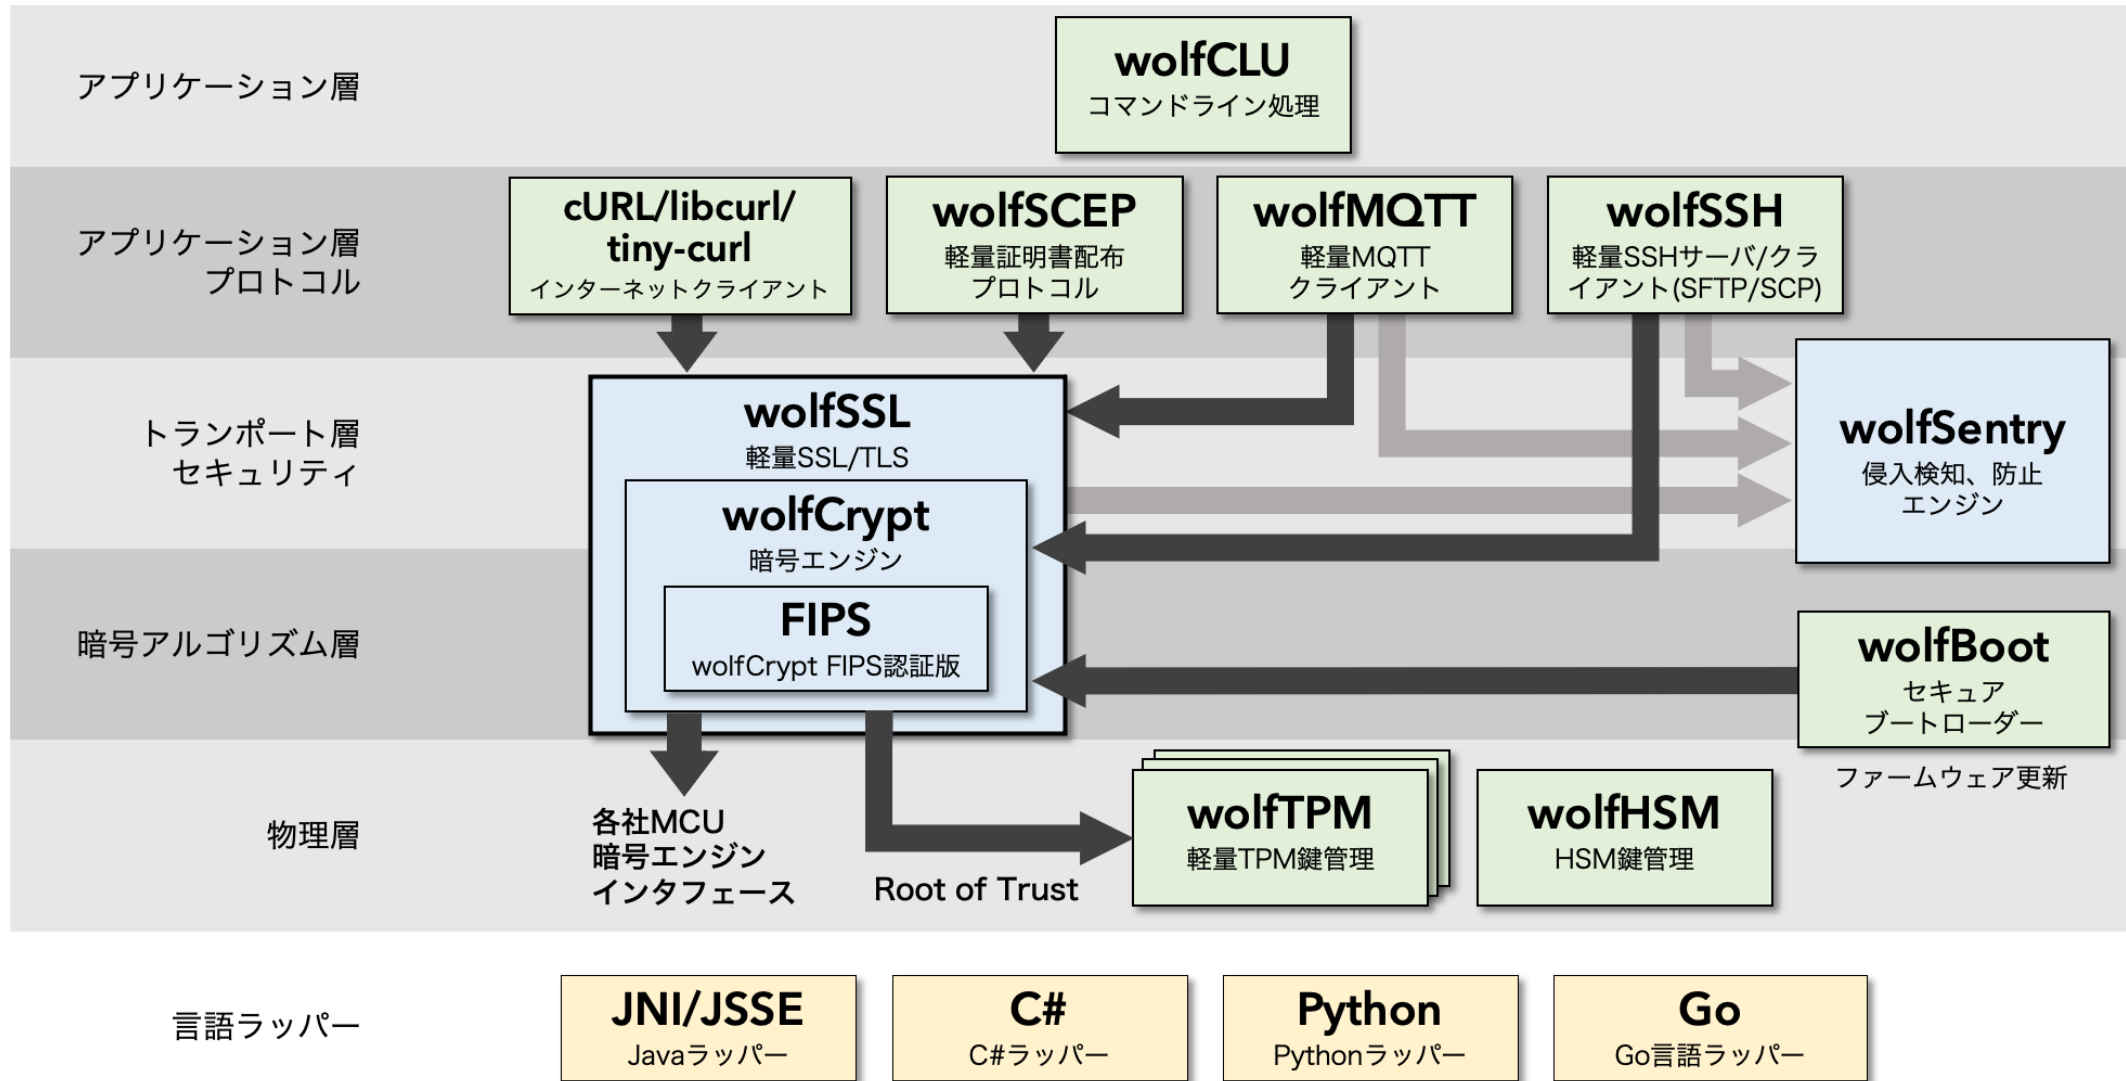 アプリケーション層
wolfCLU
コマンドライン処理
アプリケーション層
プロトコル
cURL/libcurl/
tiny-curl
インターネットクライアント
wolfSCEP
軽量証明書配布
プロトコル
wolfMQTT
軽量MQTT
クライアント
wolfSSH
軽量SSHサーバ/クラ
イアント(SFTP/SCP)
トランポート層
セキュリティ
wolfSSL
軽量SSL/TLS
wolfCrypt
暗号エンジン
wolfSentry
侵入検知、防止
エンジン
暗号アルゴリズム層
FIPS
wolfCrypt FIPS認証版
wolfBoot
セキュア
ブートローダー
ファームウェア更新
物理層
各社MCU
暗号エンジン
インタフェース
Root of Trust
wolfTPM
軽量TPM鍵管理
wolfHSM
HSM鍵管理
言語ラッパー
JNI/JSSE
Javaラッパー
C#
C#ラッパー
Python
Pythonラッパー
Go
Go言語ラッパー